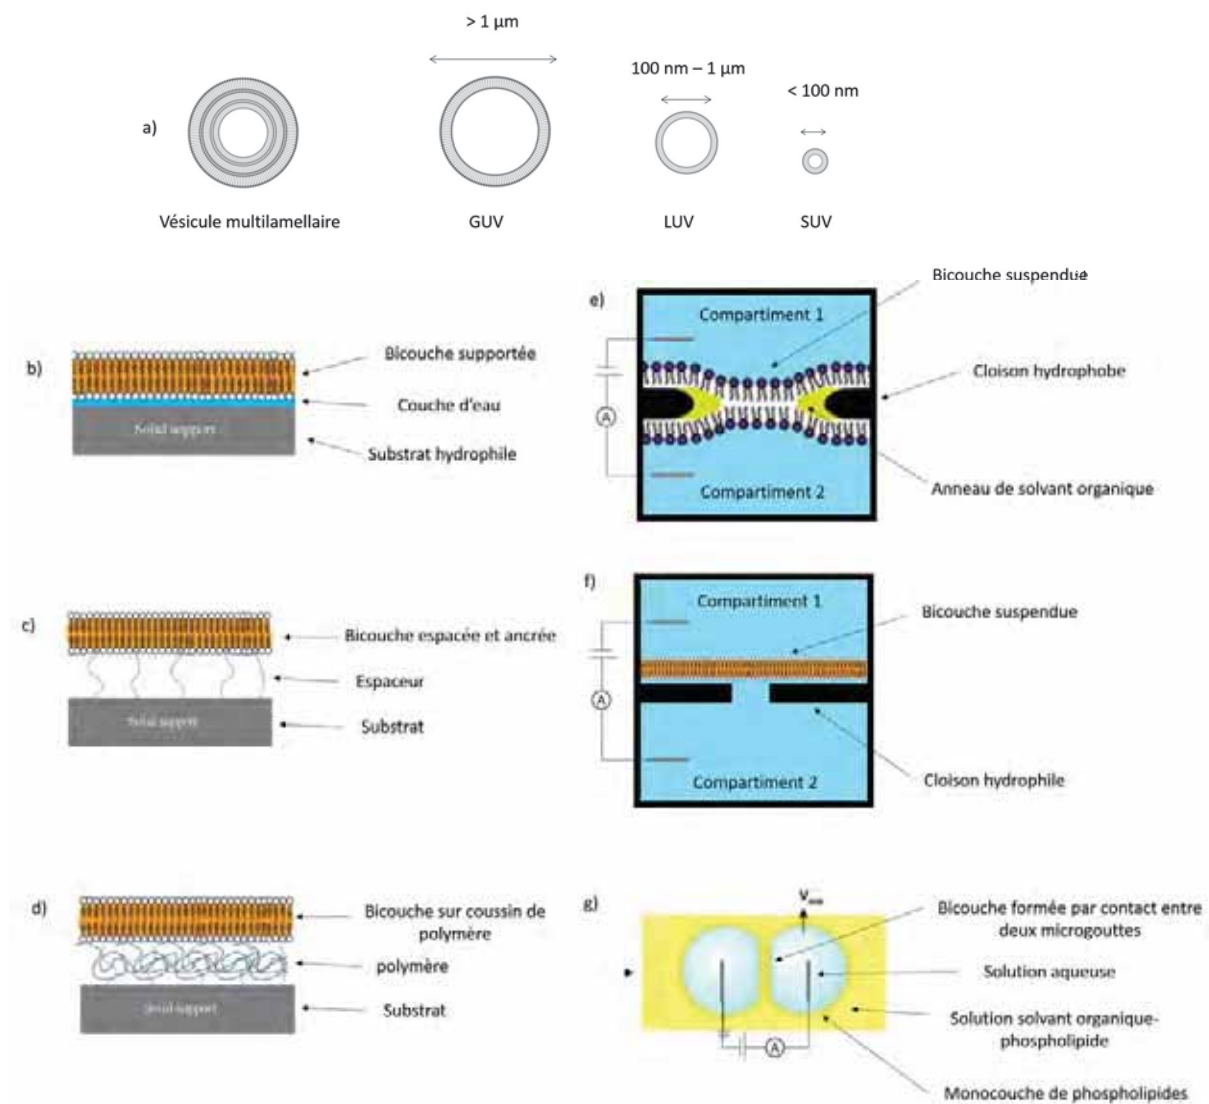 > 1 µm
100 nm – 1 µm
< 100 nm
a)
Vésicule multilamellaire
GUV
LUV
SUV
b)
Bicouche supportée
Couche d'eau
Solid support
Substrat hydrophile
c)
Bicouche espacée et ancrée
Espaceur
Solid support
Substrat
d)
Bicouche sur coussin de
polymère
polymère
Solid support
Substrat
e)
Bicouche suspendue
Compartiment 1
Cloison hydrophobe
A
Compartiment 2
Anneau de solvant organique
f)
Compartiment 1
Bicouche suspendue
A
Compartiment 2
Cloison hydrophile
g)
Bicouche formée par contact entre
deux microgouttes
Solution aqueuse
Solution solvant organique-
phospholipide
A
Monocouche de phospholipides